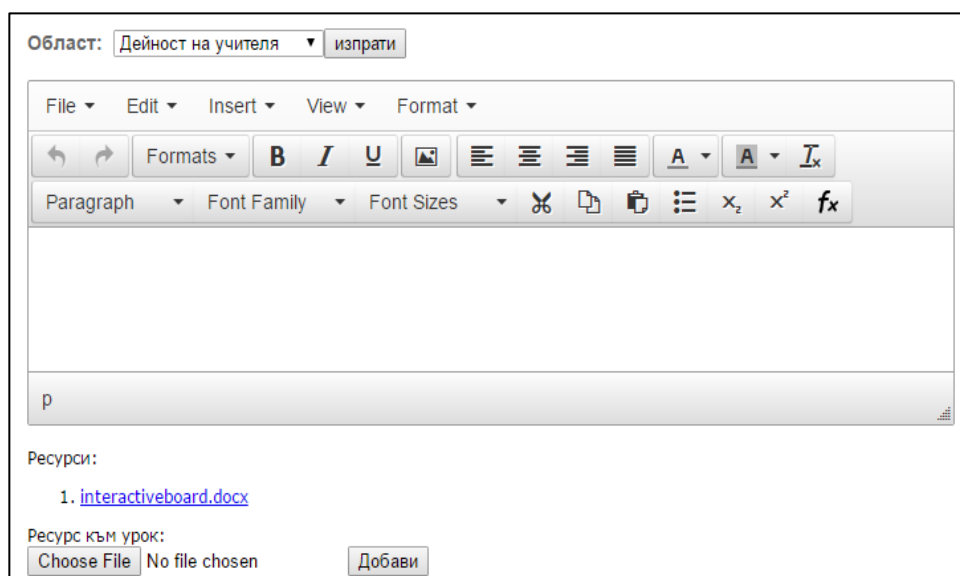 Област: Дейност на учителя изпрати
File Edit Insert View Format
Formats B I U A A Ix
Paragraph Font Family Font Sizes x₂ x² fx
p
Ресурси:
1. interactiveboard.docx
Ресурс към урок:
Choose File No file chosen Добави